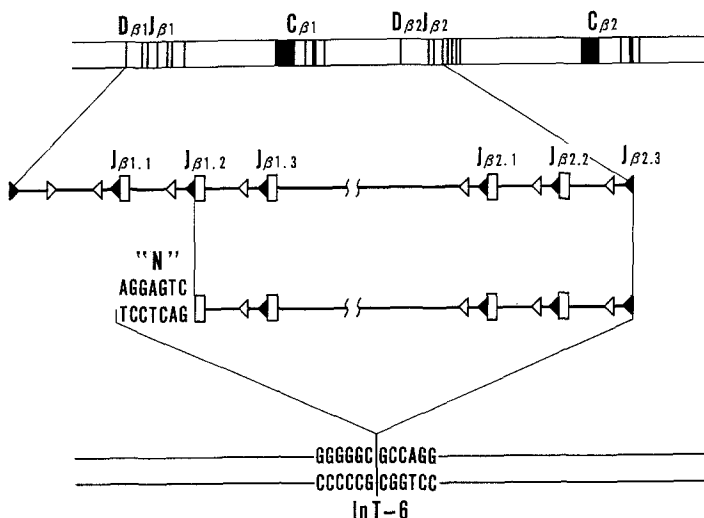 Dβ1Jβ1 Cβ1 Dβ2Jβ2 Cβ2
Jβ1.1 Jβ1.2 Jβ1.3 Jβ2.1 Jβ2.2 Jβ2.3
"N"
AGGAGTC
TCCTCAG
GGGGGC GCCAGG
CCCCCG CGGTCC
InT-6